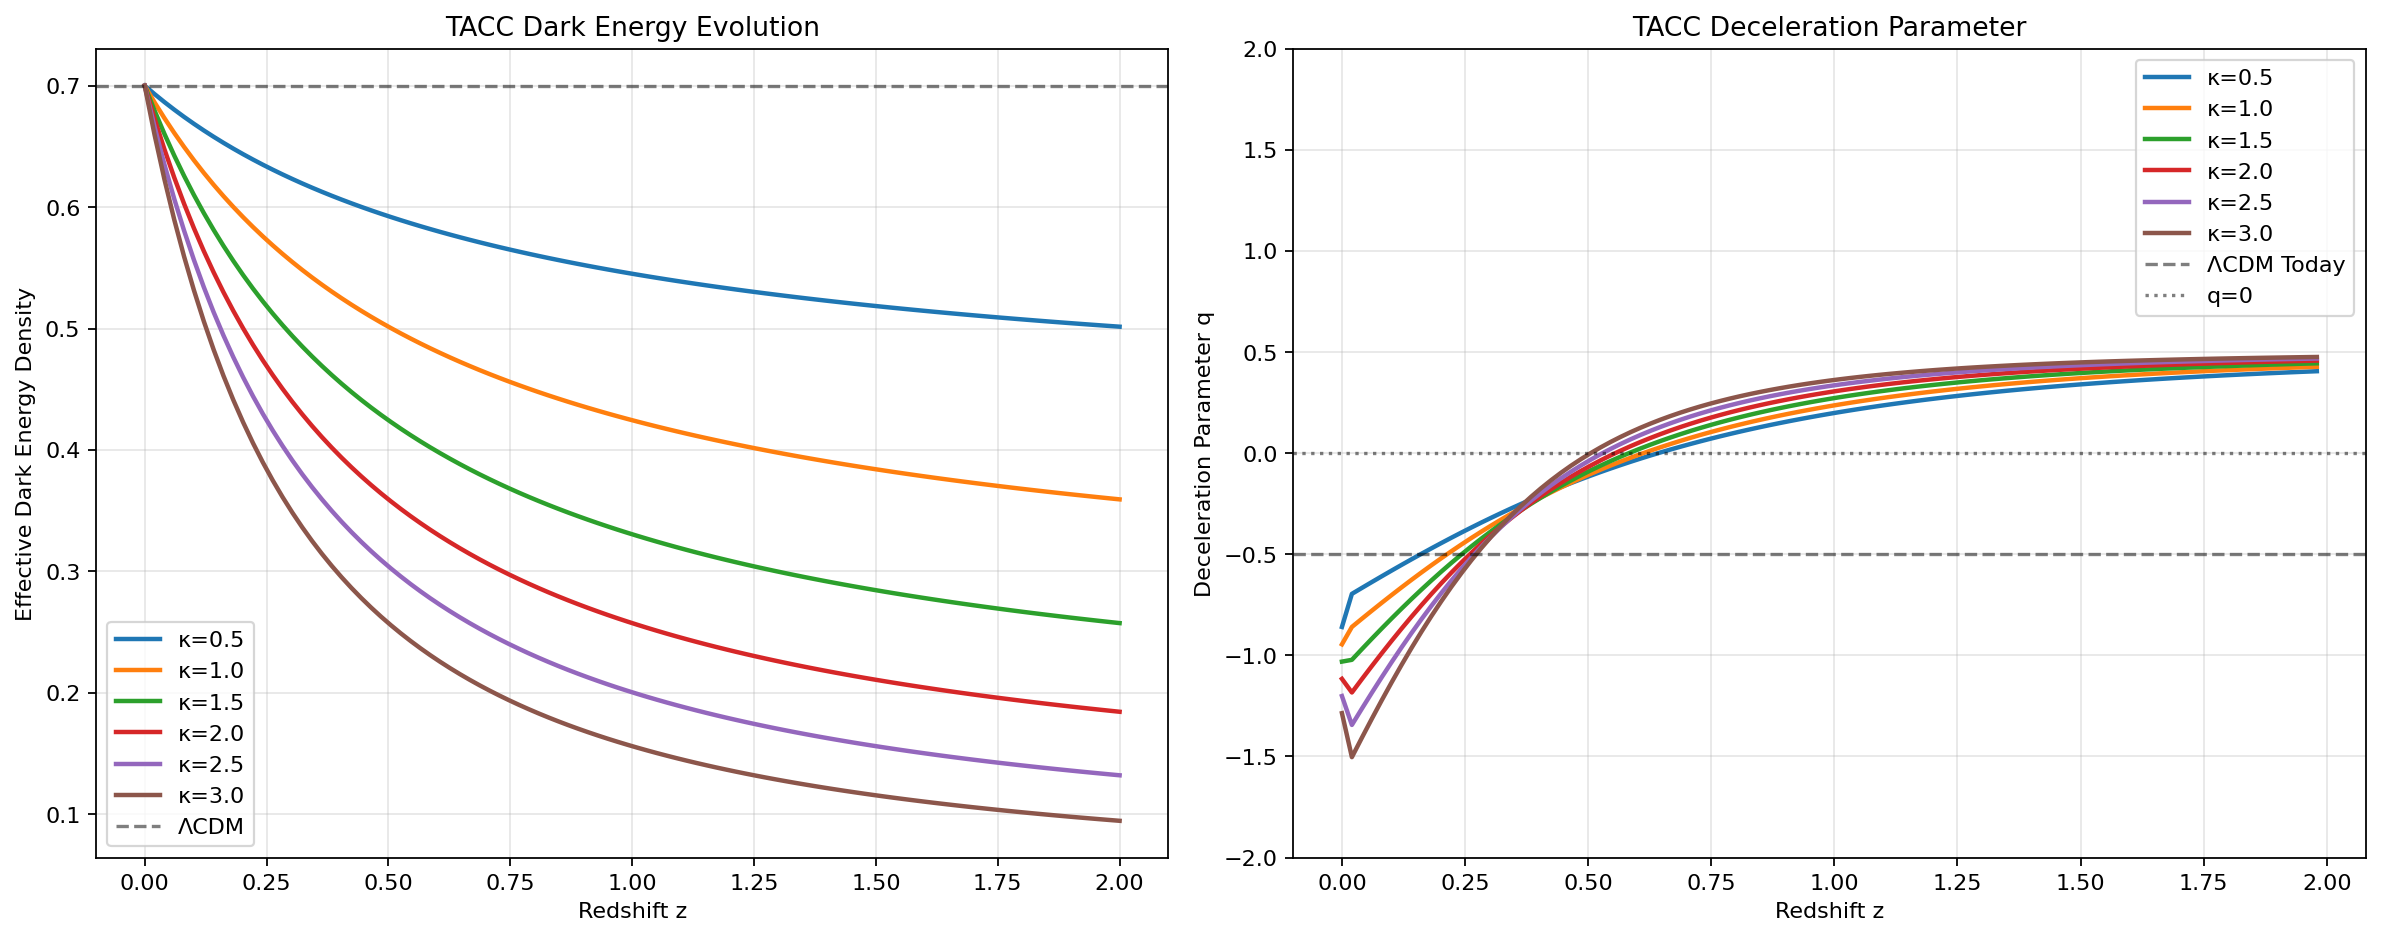 TACC Dark Energy Evolution
Effective Dark Energy Density
0.7
0.6
0.5
0.4
0.3
0.2
0.1
κ=0.5
κ=1.0
κ=1.5
κ=2.0
κ=2.5
κ=3.0
ΛCDM
0.00 0.25 0.50 0.75 1.00 1.25 1.50 1.75 2.00
Redshift z
TACC Deceleration Parameter
Deceleration Parameter q
2.0
1.5
1.0
0.5
0.0
−0.5
−1.0
−1.5
−2.0
κ=0.5
κ=1.0
κ=1.5
κ=2.0
κ=2.5
κ=3.0
ΛCDM Today
q=0
0.00 0.25 0.50 0.75 1.00 1.25 1.50 1.75 2.00
Redshift z